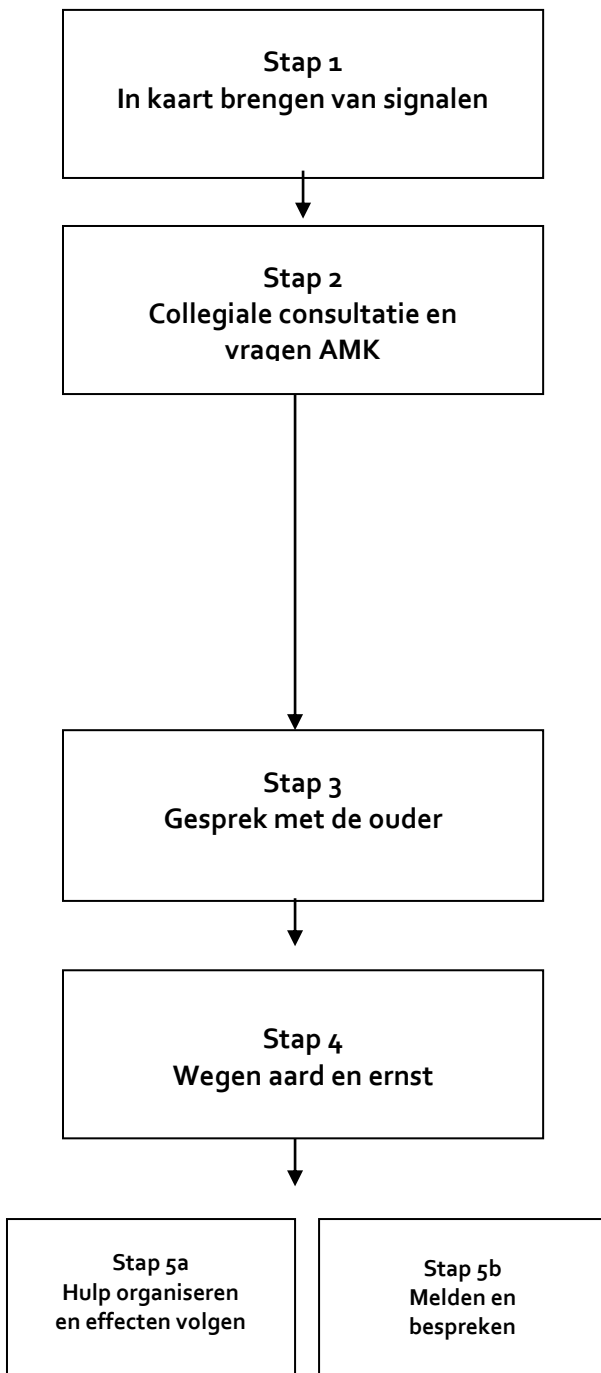 Stap 1
In kaart brengen van signalen
Stap 2
Collegiale consultatie en
vragen AMK
Stap 3
Gesprek met de ouder
Stap 4
Wegen aard en ernst
Stap 5a
Hulp organiseren
en effecten volgen
Stap 5b
Melden en
bespreken